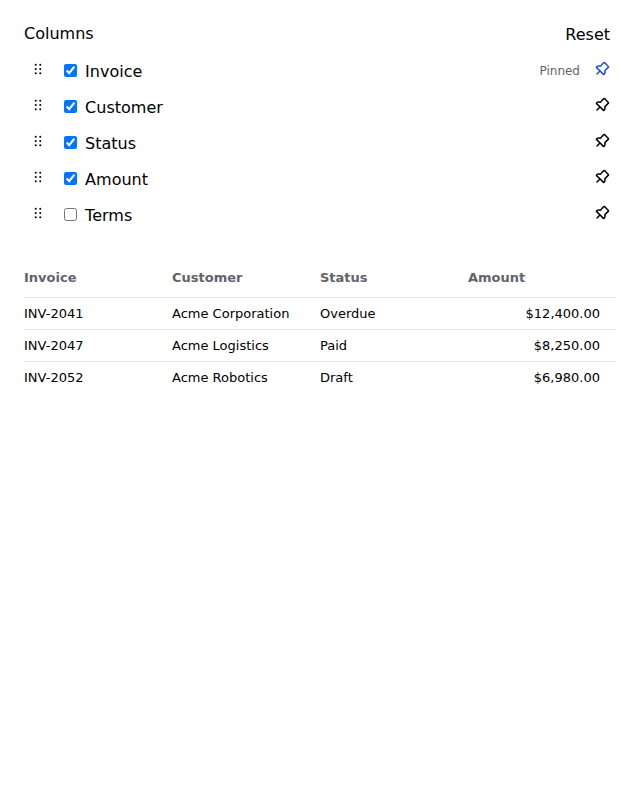 Columns Reset
Invoice Pinned
Customer
Status
Amount
Terms
Invoice Customer Status Amount
INV-2041 Acme Corporation Overdue $12,400.00
INV-2047 Acme Logistics Paid $8,250.00
INV-2052 Acme Robotics Draft $6,980.00